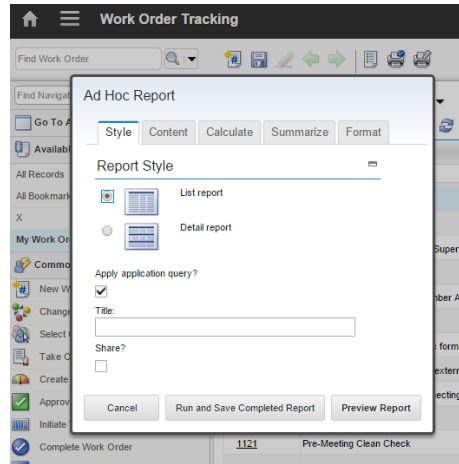 Work Order Tracking
Find Work Order
Find Navigat
Ad Hoc Report
Go To A
Style Content Calculate Summarize Format
Availabl
Report Style
All Records
List report
All Bookmark
X
Detail report
My Work Or
Super
Commo
Apply application query?
New W
Title:
Change
Select
form
Share?
Take O
exter
Create
ecting
Approv
Cancel Run and Save Completed Report Preview Report
Initiate
1121 Pre-Meeting Clean Check
Complete Work Order